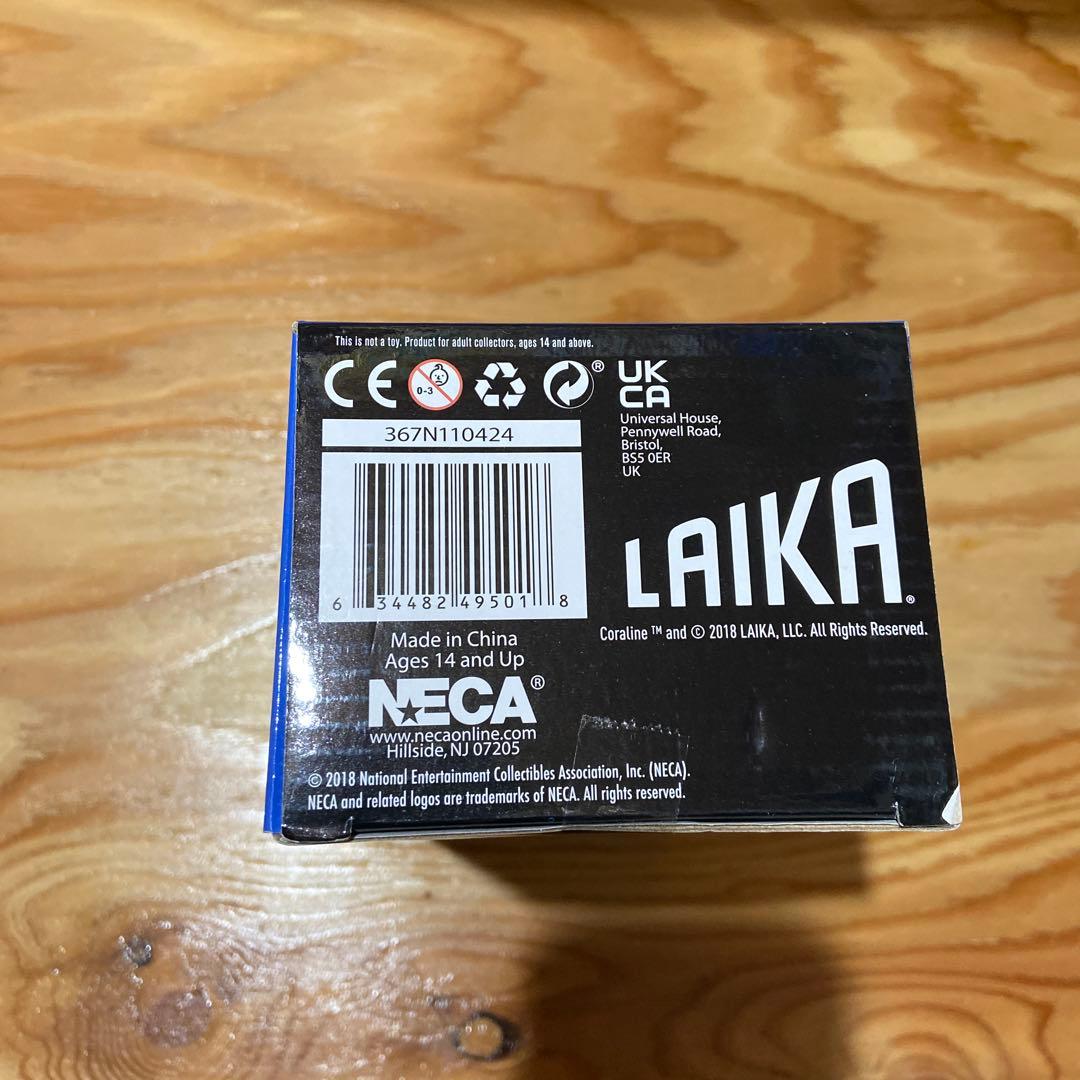 This is not a toy. Product for adult collectors, ages 14 and above.
CE 0-3 ® UK
CA
Universal House,
Pennywell Road,
Bristol,
BS5 0ER
UK
367N110424
6 34482 49501 8
LAIKA®
Coraline ™ and © 2018 LAIKA, LLC. All Rights Reserved.
Made in China
Ages 14 and Up
NECA®
www.necaonline.com
Hillside, NJ 07205
© 2018 National Entertainment Collectibles Association, Inc. (NECA).
NECA and related logos are trademarks of NECA. All rights reserved.